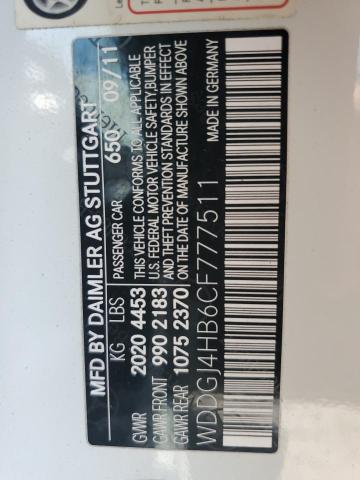 MFD BY DAIMLER AG STUTTGART
PASSENGER CAR 650 09/11
KG LBS
GVWR 2020 4453
GAWR FRONT 990 2183
GAWR REAR 1075 2370
THIS VEHICLE CONFORMS TO ALL APPLICABLE
U.S. FEDERAL MOTOR VEHICLE SAFETY,BUMPER
AND THEFT PREVENTION STANDARDS IN EFFECT
ON THE DATE OF MANUFACTURE SHOWN ABOVE
WDDGJ4HB6CF777511
MADE IN GERMANY